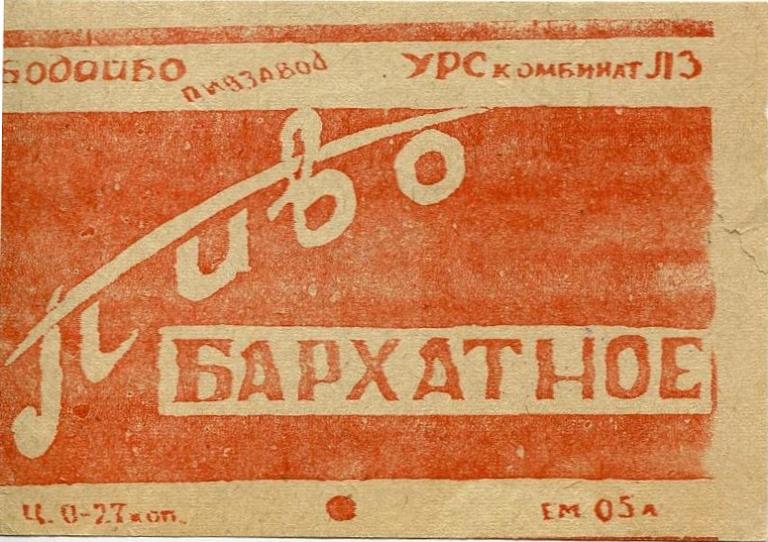 Бодайбо пивзавод УРС комбинат ЛЗ
Пиво
БАРХАТНОЕ
Ц. 0-27 коп. ЕМ 05 л